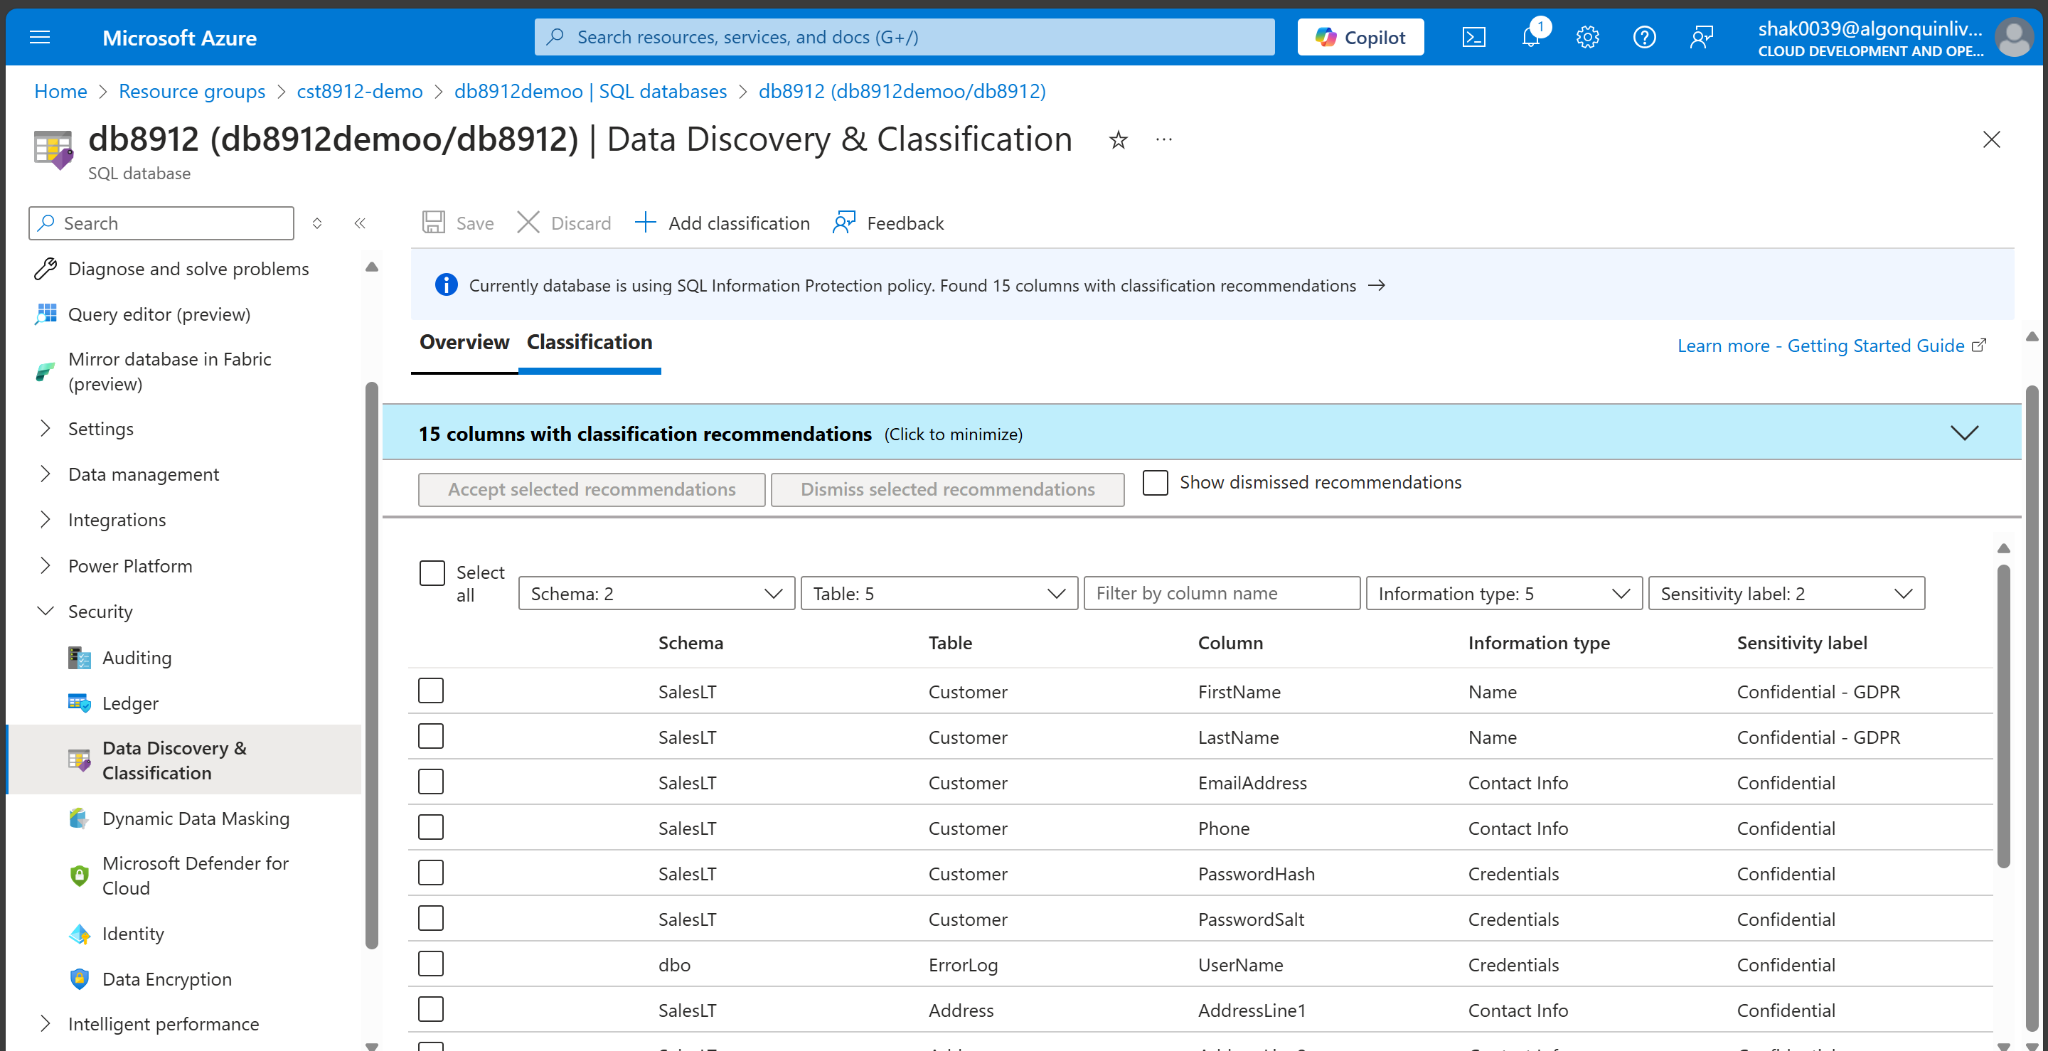 Microsoft Azure
Search resources, services, and docs (G+/)
Copilot
1
shak0039@algonquinliv...
CLOUD DEVELOPMENT AND OPE...
Home > Resource groups > cst8912-demo > db8912demoo | SQL databases > db8912 (db8912demoo/db8912)
db8912 (db8912demoo/db8912) | Data Discovery & Classification
SQL database
Search
Save
Discard
Add classification
Feedback
Diagnose and solve problems
Query editor (preview)
Mirror database in Fabric
(preview)
Settings
Data management
Integrations
Power Platform
Security
Auditing
Ledger
Data Discovery &
Classification
Dynamic Data Masking
Microsoft Defender for
Cloud
Identity
Data Encryption
Intelligent performance
Currently database is using SQL Information Protection policy. Found 15 columns with classification recommendations →
Overview Classification
Learn more - Getting Started Guide
15 columns with classification recommendations (Click to minimize)
Accept selected recommendations
Dismiss selected recommendations
Show dismissed recommendations
Select
all
Schema: 2
Table: 5
Filter by column name
Information type: 5
Sensitivity label: 2
Schema Table Column Information type Sensitivity label
SalesLT Customer FirstName Name Confidential - GDPR
SalesLT Customer LastName Name Confidential - GDPR
SalesLT Customer EmailAddress Contact Info Confidential
SalesLT Customer Phone Contact Info Confidential
SalesLT Customer PasswordHash Credentials Confidential
SalesLT Customer PasswordSalt Credentials Confidential
dbo ErrorLog UserName Credentials Confidential
SalesLT Address AddressLine1 Contact Info Confidential